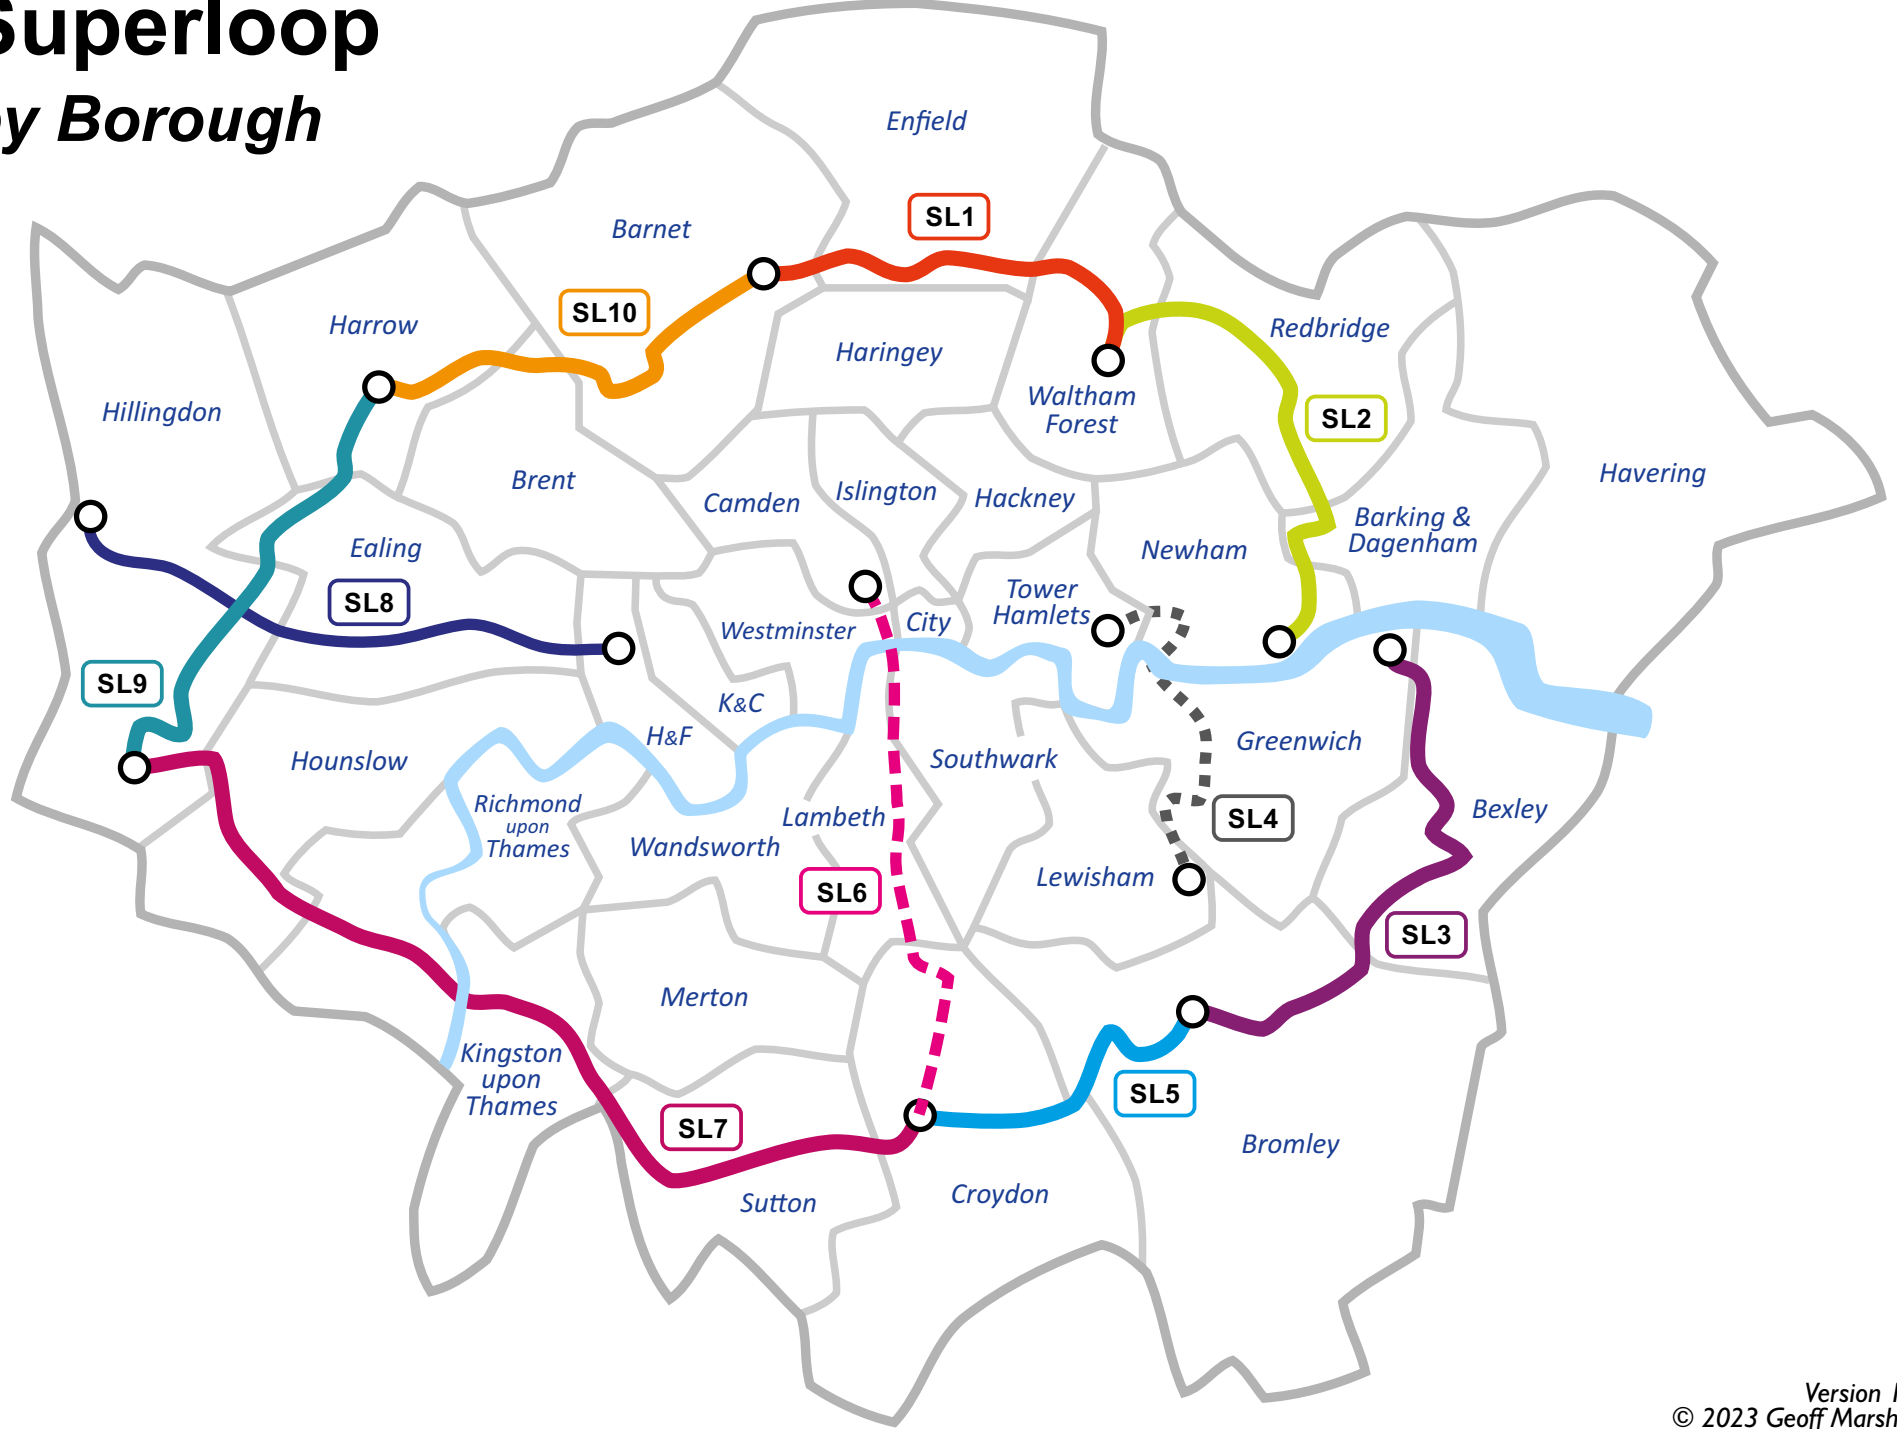 Superloop
by Borough
Enfield
SL1
Barnet
SL10
Harrow
Redbridge
Haringey
Hillingdon
Waltham
Forest
SL2
Havering
Brent
Camden
Islington
Hackney
Barking &
Dagenham
Ealing
Newham
SL8
Tower
Hamlets
City
Westminster
SL9
K&C
H&F
Hounslow
Southwark
Greenwich
Richmond
upon
Thames
Lambeth
SL4
Bexley
Wandsworth
Lewisham
SL6
SL3
Merton
Kingston
upon
Thames
SL5
SL7
Bromley
Sutton
Croydon
Version
© 2023 Geoff Marsh